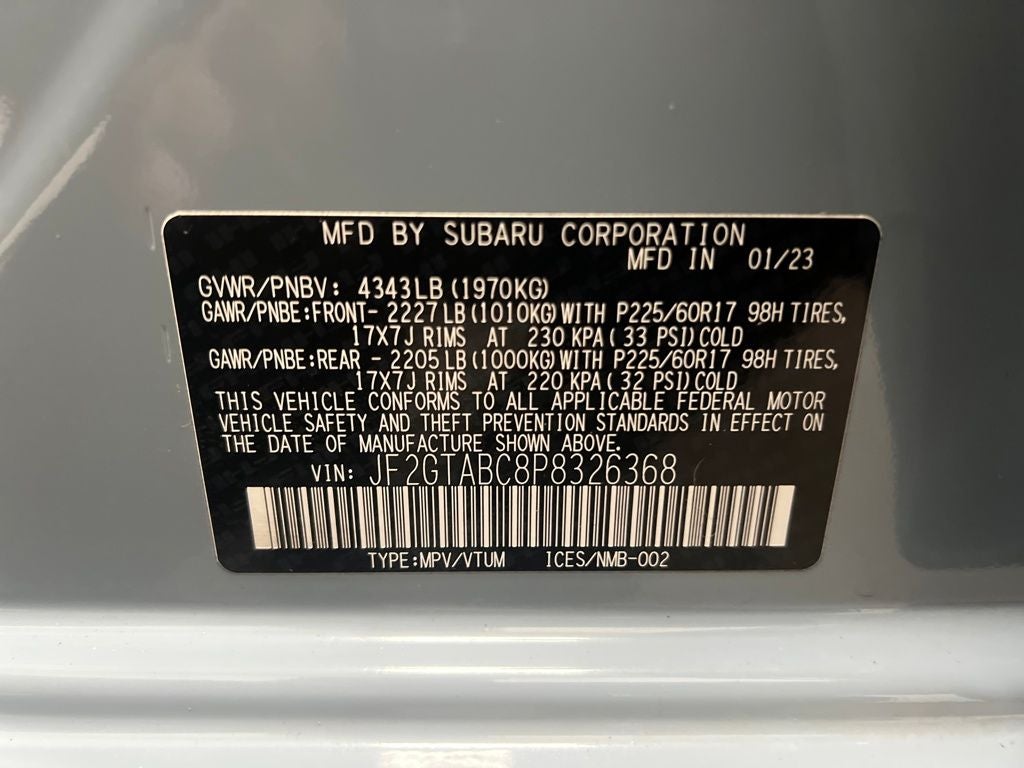 MFD BY SUBARU CORPORATION
MFD IN 01/23
GVWR/PNBV: 4343LB (1970KG)
GAWR/PNBE:FRONT- 2227 LB (1010KG) WITH P225/60R17 98H TIRES,
17X7J RIMS AT 230 KPA ( 33 PSI) COLD
GAWR/PNBE:REAR - 2205 LB (1000KG) WITH P225/60R17 98H TIRES,
17X7J RIMS AT 220 KPA ( 32 PSI) COLD
THIS VEHICLE CONFORMS TO ALL APPLICABLE FEDERAL MOTOR
VEHICLE SAFETY AND THEFT PREVENTION STANDARDS IN EFFECT ON
THE DATE OF MANUFACTURE SHOWN ABOVE.
VIN: JF2GTABC8P8326368
TYPE:MPV/VTUM ICES/NMB-002